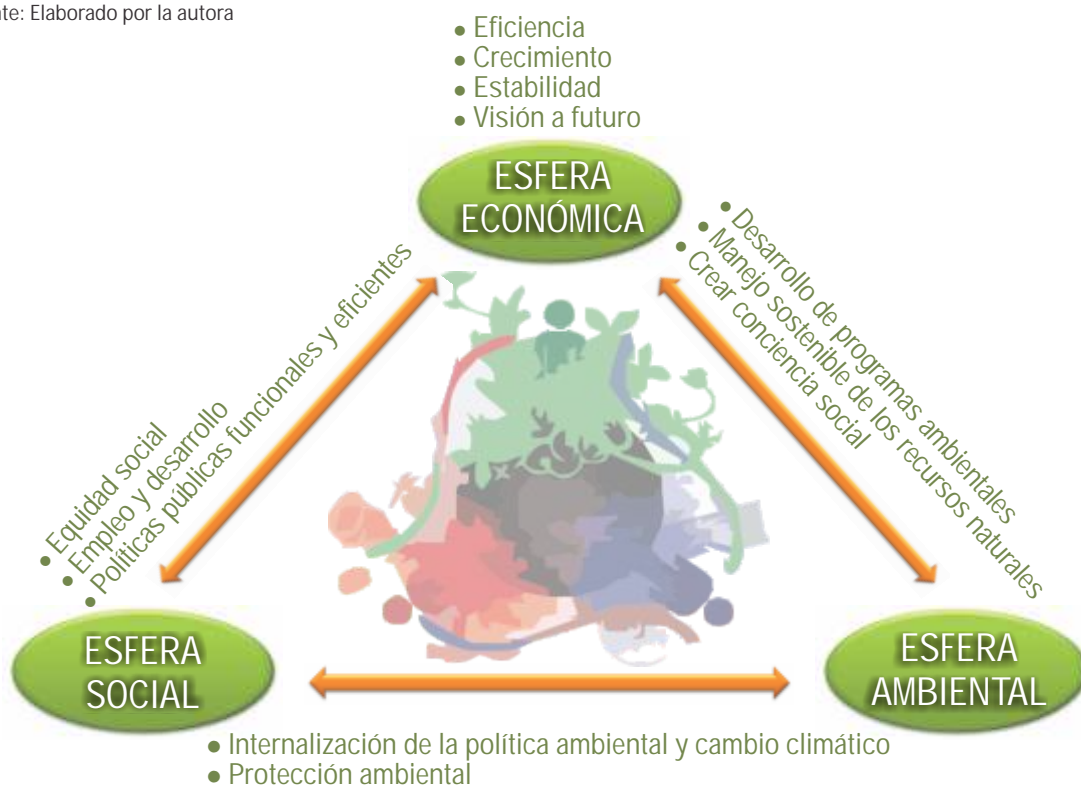 te: Elaborado por la autora
• Eficiencia
• Crecimiento
• Estabilidad
• Visión a futuro
ESFERA
ECONÓMICA
• Equidad social
• Empleo y desarrollo
• Políticas públicas funcionales y eficientes
• Desarrollo de programas ambientales
• Manejo sostenible de los recursos naturales
• Crear conciencia social
ESFERA
SOCIAL
ESFERA
AMBIENTAL
• Internalización de la política ambiental y cambio climático
• Protección ambiental